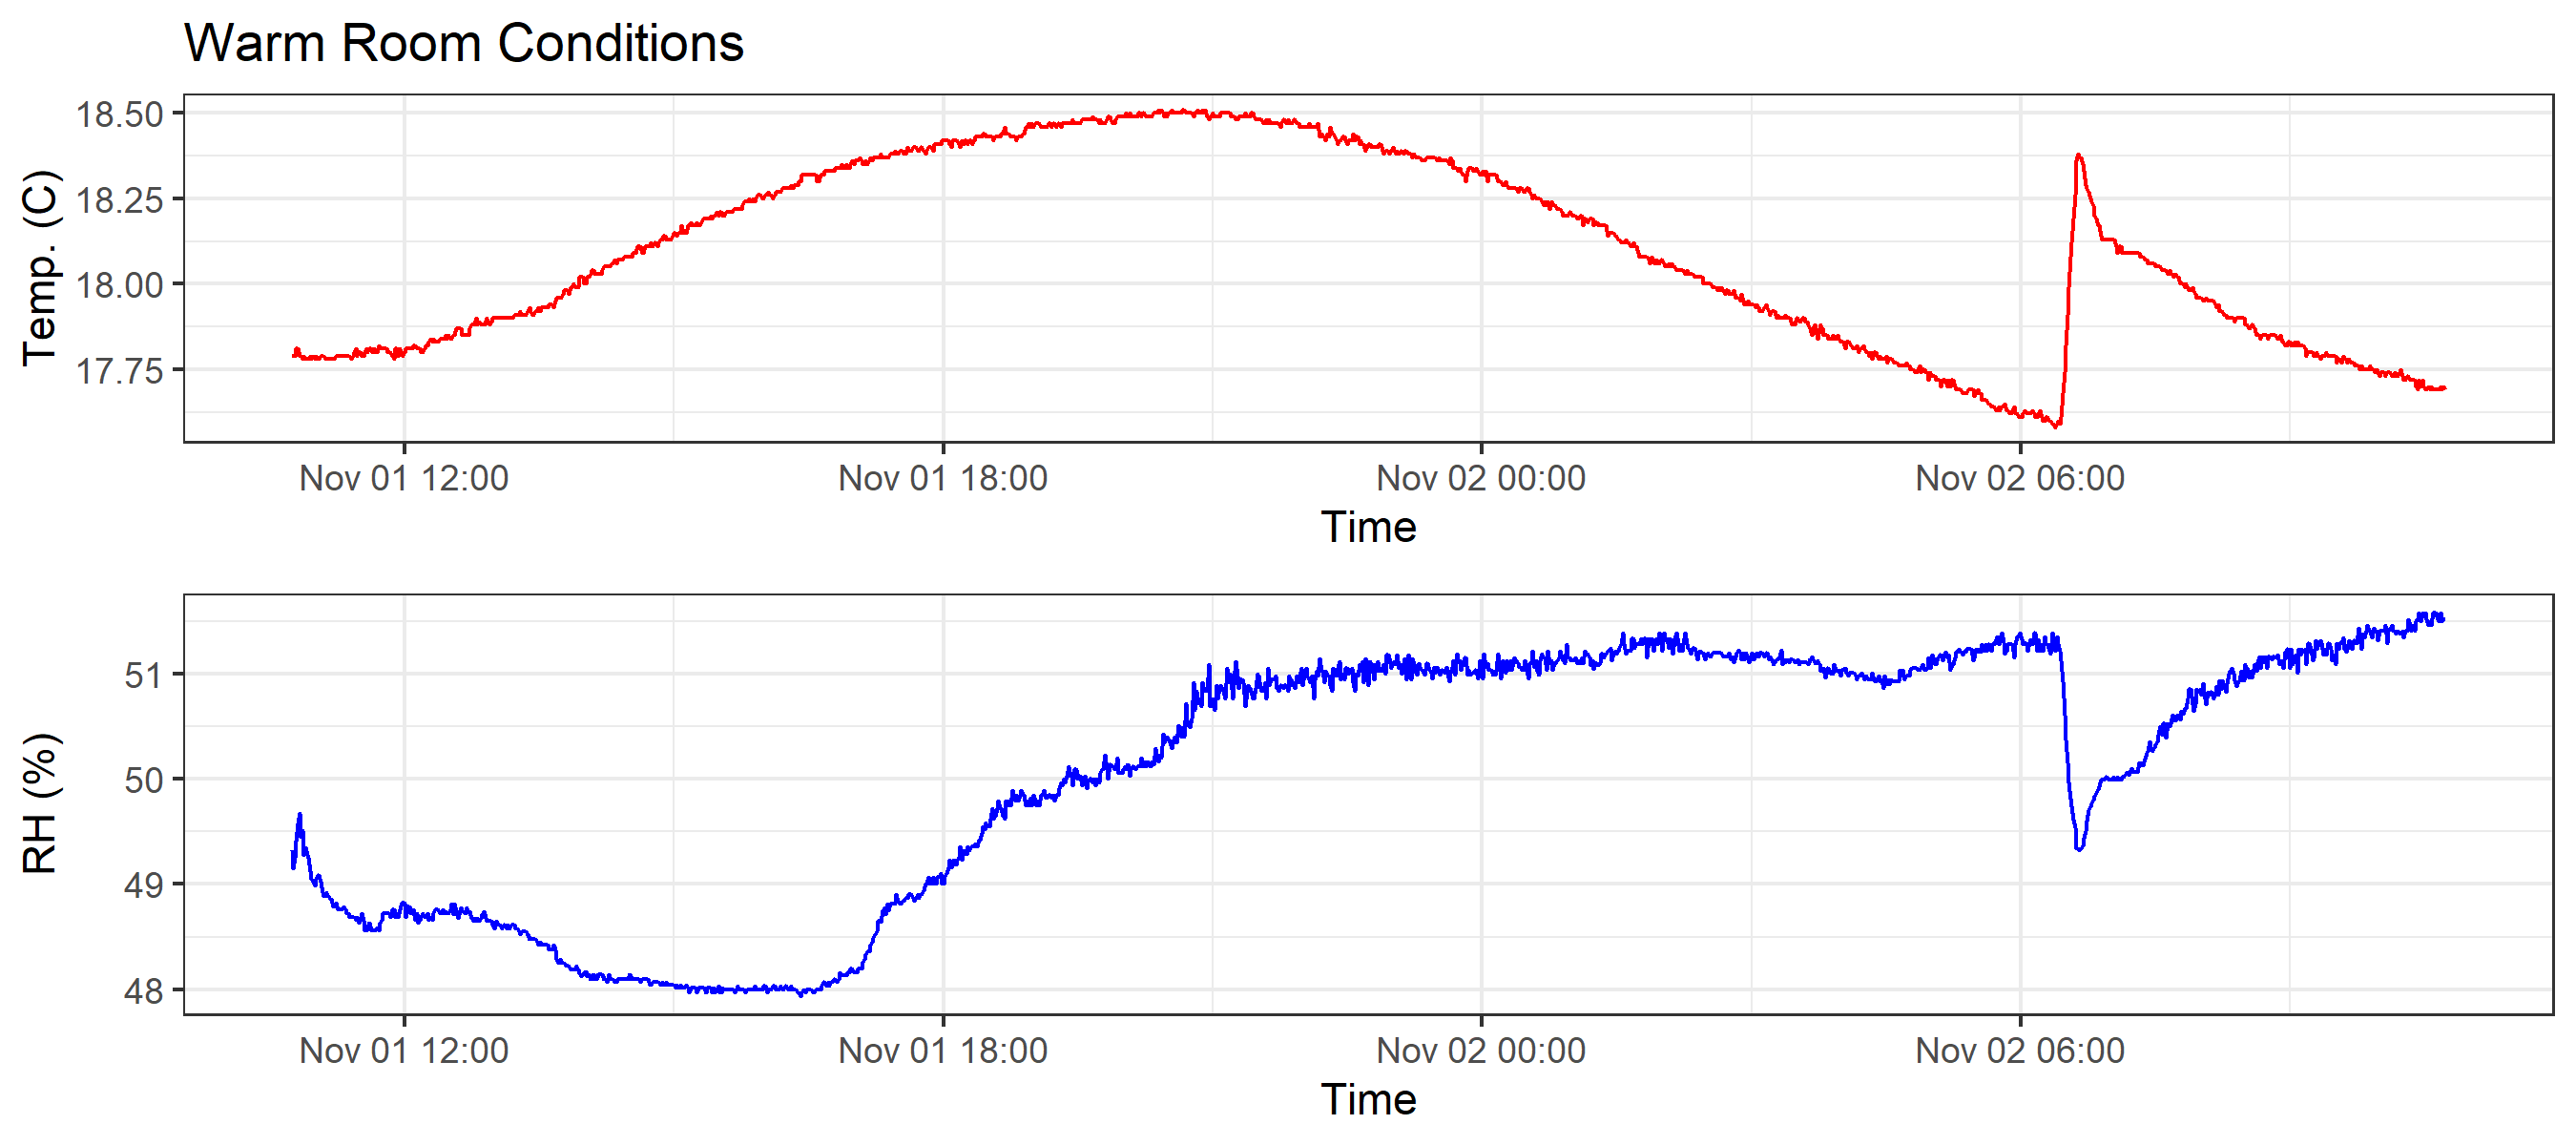 Warm Room Conditions
Temp. (C)
18.50
18.25
18.00
17.75
Nov 01 12:00 Nov 01 18:00 Nov 02 00:00 Nov 02 06:00
Time
RH (%)
51
50
49
48
Nov 01 12:00 Nov 01 18:00 Nov 02 00:00 Nov 02 06:00
Time